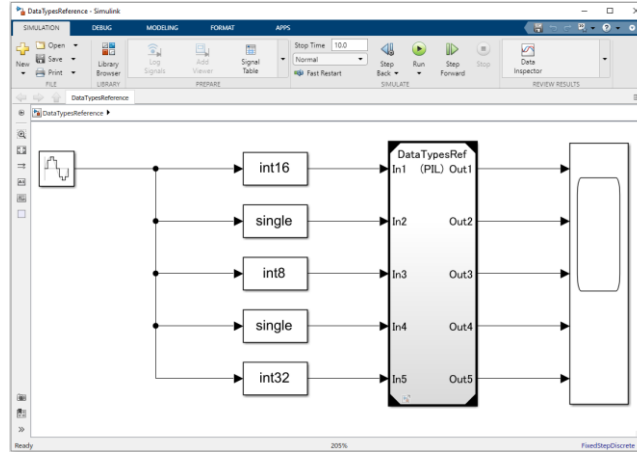 DataTypesReference - Simulink
SIMULATION DEBUG MODELING FORMAT APPS
New
Open
Save
Print
FILE
Library
Browser
LIBRARY
Log
Signals
Add
Viewer
Signal
Table
PREPARE
Stop Time 10.0
Normal
Fast Restart
Step
Back
Run
Step
Forward
Stop
SIMULATE
Data
Inspector
REVIEW RESULTS
DataTypesReference
DataTypesReference
int16
single
int8
single
int32
DataTypesRef
(PIL)
In1 Out1
In2 Out2
In3 Out3
In4 Out4
In5 Out5
Ready 205% FixedStepDiscrete